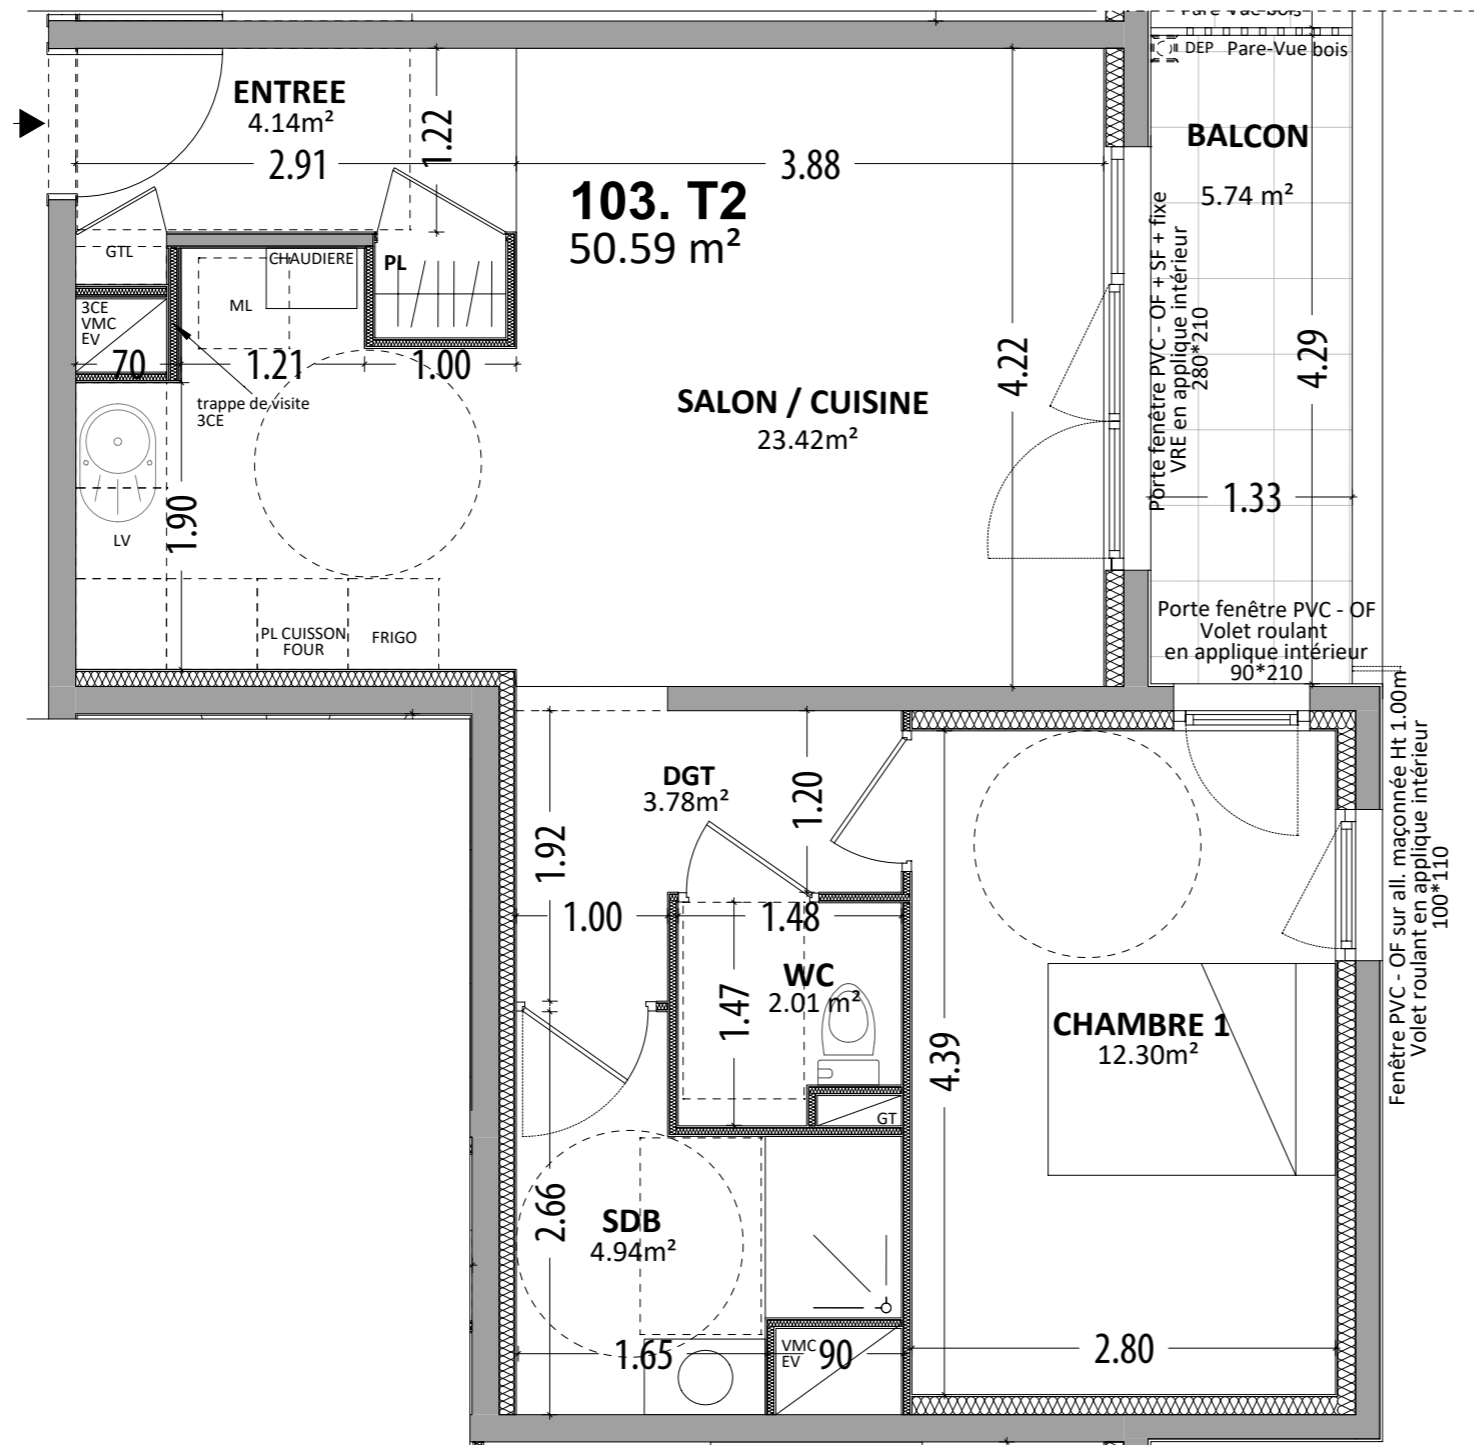 Pare-Vue bois
DEP Pare-Vue bois
ENTREE
4.14m²
2.91
1.22
3.88
103. T2
50.59 m²
BALCON
5.74 m²
GTL
CHAUDIERE
PL
ML
3CE
VMC
EV
70
1.21
1.00
trappe de visite
3CE
4.22
Porte fenêtre PVC - OF + SF + fixe
VRE en applique intérieur
280*210
4.29
SALON / CUISINE
23.42m²
1.33
1.90
LV
PL CUISSON
FOUR
FRIGO
Porte fenêtre PVC - OF
Volet roulant
en applique intérieur
90*210
DGT
3.78m²
1.20
1.92
1.00
1.48
WC
2.01 m²
1.47
GT
4.39
CHAMBRE 1
12.30m²
Fenêtre PVC - OF sur all. maçonnée Ht 1.00m
Volet roulant en applique intérieur
100*110
2.66
SDB
4.94m²
1.65
VMC
EV
90
2.80